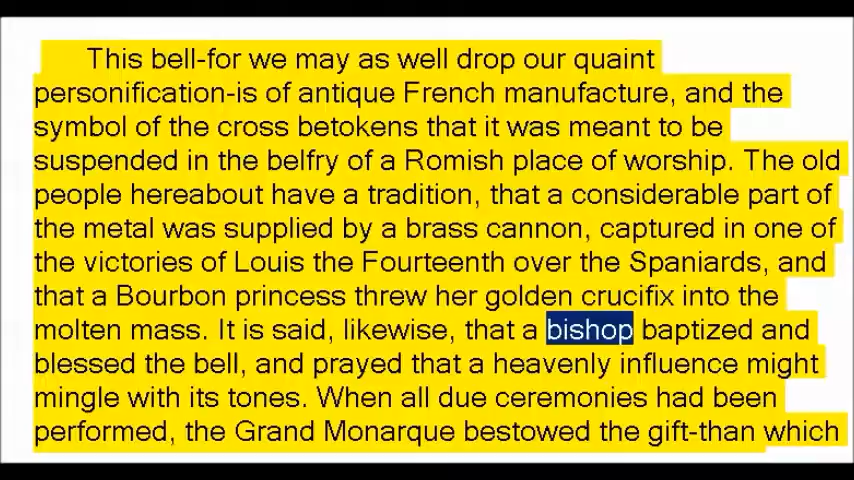 This bell-for we may as well drop our quaint
personification-is of antique French manufacture, and the
symbol of the cross betokens that it was meant to be
suspended in the belfry of a Romish place of worship. The old
people hereabout have a tradition, that a considerable part of
the metal was supplied by a brass cannon, captured in one of
the victories of Louis the Fourteenth over the Spaniards, and
that a Bourbon princess threw her golden crucifix into the
molten mass. It is said, likewise, that a bishop baptized and
blessed the bell, and prayed that a heavenly influence might
mingle with its tones. When all due ceremonies had been
performed, the Grand Monarque bestowed the gift-than which